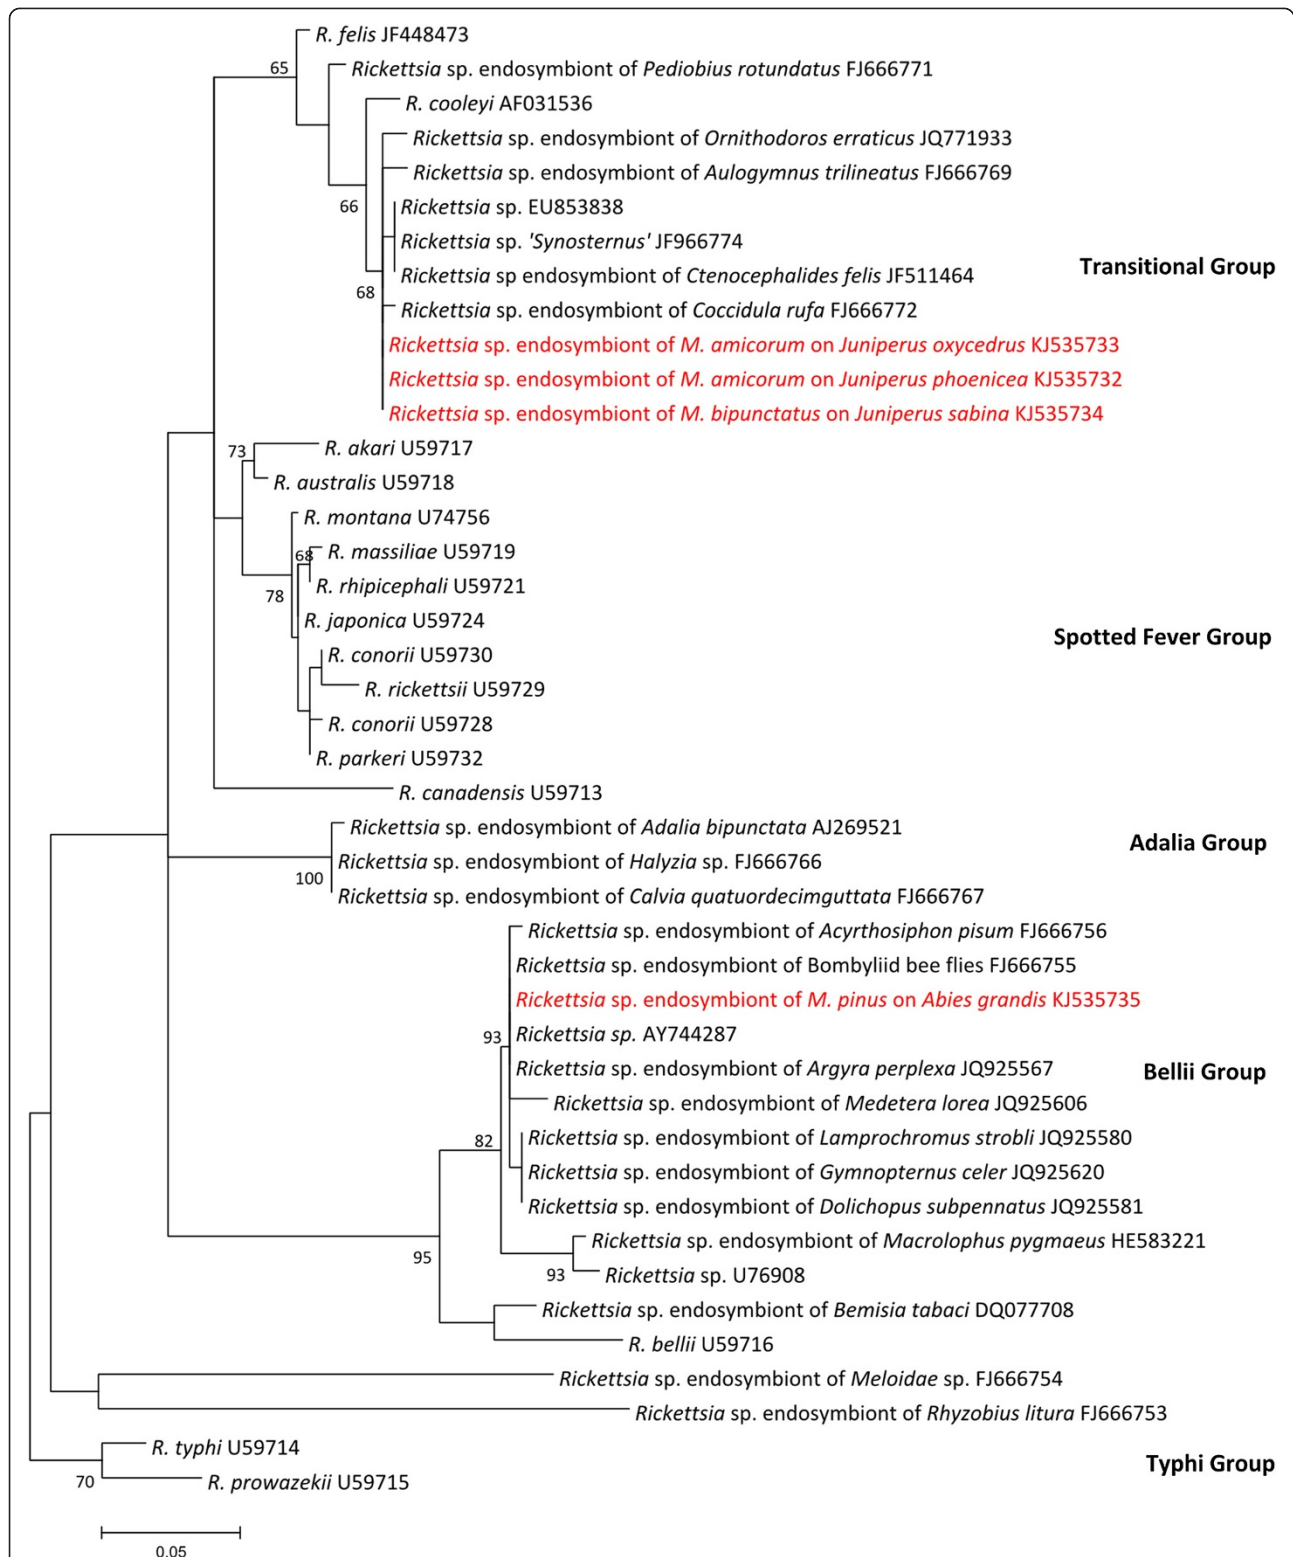 R. felis JF448473
65
Rickettsia sp. endosymbiont of Pediobius rotundatus FJ666771
R. cooleyi AF031536
Rickettsia sp. endosymbiont of Ornithodoros erraticus JQ771933
Rickettsia sp. endosymbiont of Aulogymnus trilineatus FJ666769
66
Rickettsia sp. EU853838
Rickettsia sp. 'Synosternus' JF966774
Transitional Group
Rickettsia sp endosymbiont of Ctenocephalides felis JF511464
68
Rickettsia sp. endosymbiont of Coccidula rufa FJ666772
Rickettsia sp. endosymbiont of M. amicorum on Juniperus oxycedrus KJ535733
Rickettsia sp. endosymbiont of M. amicorum on Juniperus phoenicea KJ535732
Rickettsia sp. endosymbiont of M. bipunctatus on Juniperus sabina KJ535734
73
R. akari U59717
R. australis U59718
R. montana U74756
68
R. massiliae U59719
R. rhipicephali U59721
78
R. japonica U59724
Spotted Fever Group
R. conorii U59730
R. rickettsii U59729
R. conorii U59728
R. parkeri U59732
R. canadensis U59713
Rickettsia sp. endosymbiont of Adalia bipunctata AJ269521
Adalia Group
Rickettsia sp. endosymbiont of Halyzia sp. FJ666766
100
Rickettsia sp. endosymbiont of Calvia quatuordecimguttata FJ666767
Rickettsia sp. endosymbiont of Acyrthosiphon pisum FJ666756
Rickettsia sp. endosymbiont of Bombyliid bee flies FJ666755
Rickettsia sp. endosymbiont of M. pinus on Abies grandis KJ535735
93
Rickettsia sp. AY744287
Rickettsia sp. endosymbiont of Argyra perplexa JQ925567
Bellii Group
Rickettsia sp. endosymbiont of Medetera lorea JQ925606
82
Rickettsia sp. endosymbiont of Lamprochromus strobli JQ925580
Rickettsia sp. endosymbiont of Gymnopternus celer JQ925620
Rickettsia sp. endosymbiont of Dolichopus subpennatus JQ925581
Rickettsia sp. endosymbiont of Macrolophus pygmaeus HE583221
95
93
Rickettsia sp. U76908
Rickettsia sp. endosymbiont of Bemisia tabaci DQ077708
R. bellii U59716
Rickettsia sp. endosymbiont of Meloidae sp. FJ666754
Rickettsia sp. endosymbiont of Rhyzobius litura FJ666753
R. typhi U59714
Typhi Group
70
R. prowazekii U59715
0.05